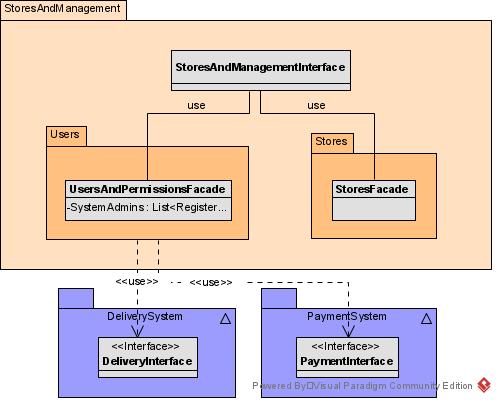 StoresAndManagement
StoresAndManagementInterface
use
use
Users
Stores
UsersAndPermissionsFacade
-SystemAdmins : List<Register...
StoresFacade
<<use>>
<<use>>
DeliverySystem
PaymentSystem
<<Interface>>
DeliveryInterface
<<Interface>>
PaymentInterface
Powered By Visual Paradigm Community Edition